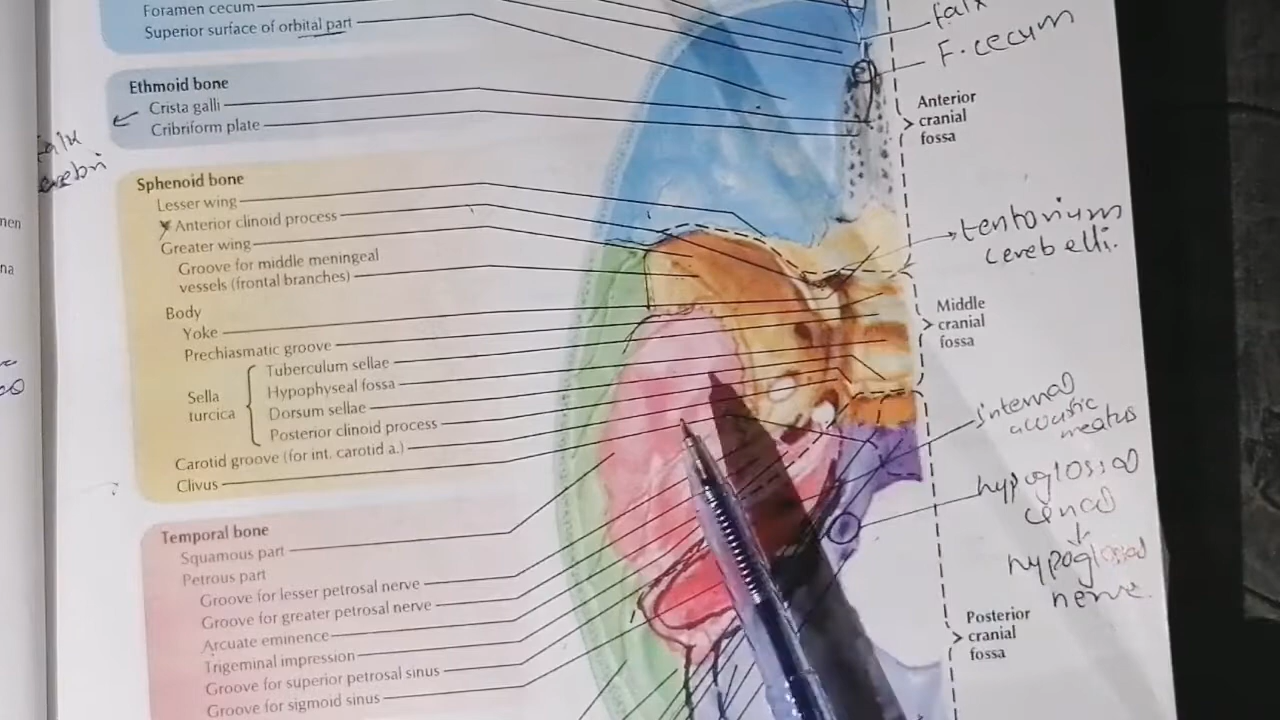 Foramen cecum
Superior surface of orbital part
Ethmoid bone
Crista galli
Cribriform plate
Sphenoid bone
Lesser wing
Anterior clinoid process
Greater wing
Groove for middle meningeal
vessels (frontal branches)
Body
Yoke
Prechiasmatic groove
Sella
turcica
Tuberculum sellae
Hypophyseal fossa
Dorsum sellae
Posterior clinoid process
Carotid groove (for int. carotid a.)
Clivus
Temporal bone
Squamous part
Petrous part
Groove for lesser petrosal nerve
Groove for greater petrosal nerve
Arcuate eminence
Trigeminal impression
Groove for superior petrosal sinus
Groove for sigmoid sinus
falx
F. cecum
Anterior
cranial
fossa
tentorium
cerebelli.
Middle
cranial
fossa
internal
acoustic
meatus
hypoglossal
canal
hypoglossal
nerve.
Posterior
cranial
fossa